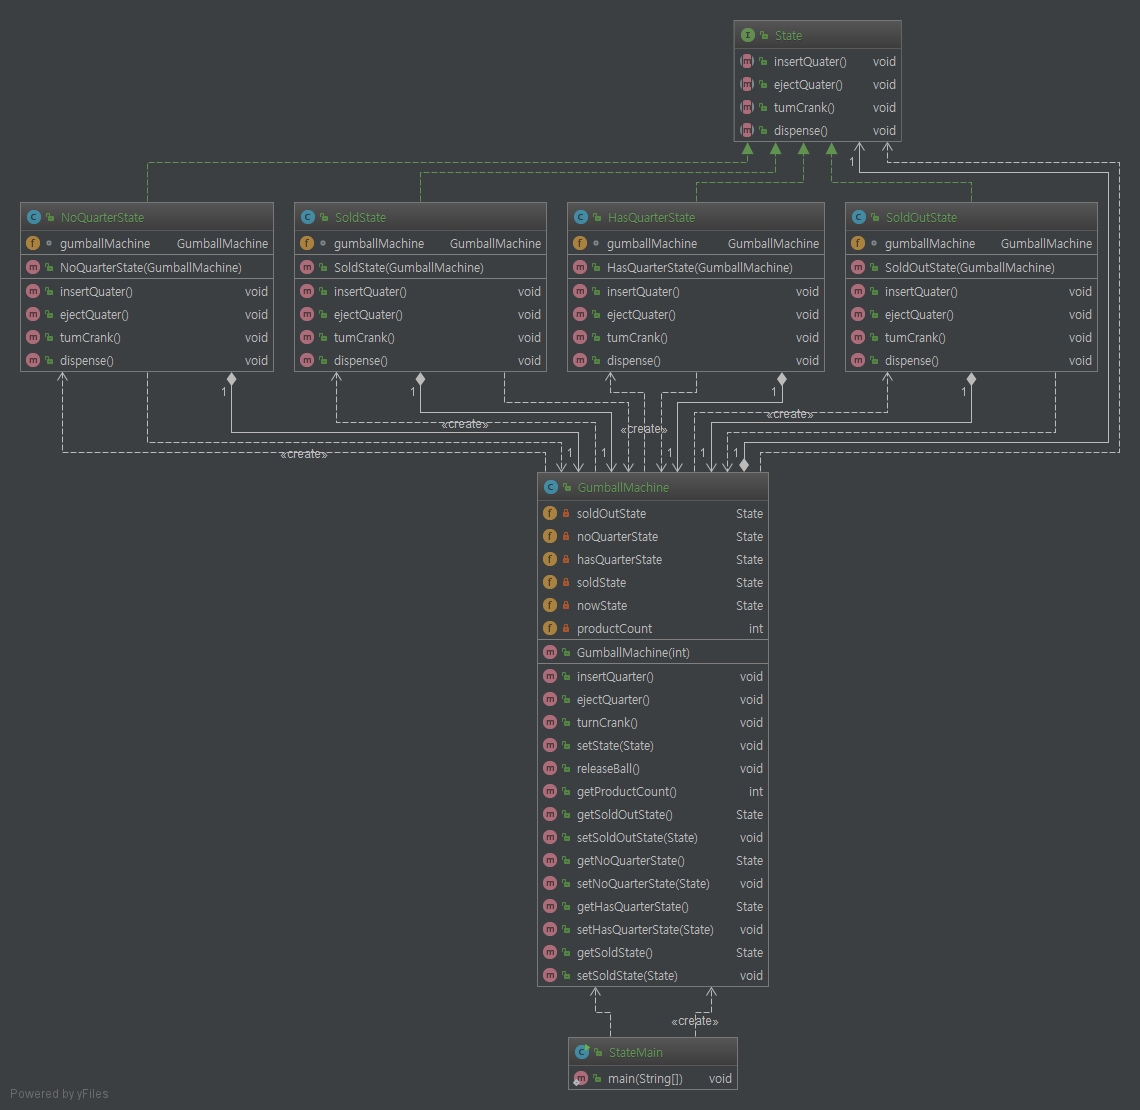 State
insertQuater() void
ejectQuater() void
tumCrank() void
dispense() void
1
NoQuarterState
gumballMachine GumballMachine
NoQuarterState(GumballMachine)
insertQuater() void
ejectQuater() void
tumCrank() void
dispense() void
SoldState
gumballMachine GumballMachine
SoldState(GumballMachine)
insertQuater() void
ejectQuater() void
tumCrank() void
dispense() void
HasQuarterState
gumballMachine GumballMachine
HasQuarterState(GumballMachine)
insertQuater() void
ejectQuater() void
tumCrank() void
dispense() void
SoldOutState
gumballMachine GumballMachine
SoldOutState(GumballMachine)
insertQuater() void
ejectQuater() void
tumCrank() void
dispense() void
1 1 1 1
«create»
«create»
«create»
«create»
1 1 1 1 1
GumballMachine
soldOutState State
noQuarterState State
hasQuarterState State
soldState State
nowState State
productCount int
GumballMachine(int)
insertQuarter() void
ejectQuarter() void
turnCrank() void
setState(State) void
releaseBall() void
getProductCount() int
getSoldOutState() State
setSoldOutState(State) void
getNoQuarterState() State
setNoQuarterState(State) void
getHasQuarterState() State
setHasQuarterState(State) void
getSoldState() State
setSoldState(State) void
«create»
StateMain
main(String[]) void
Powered by yFiles